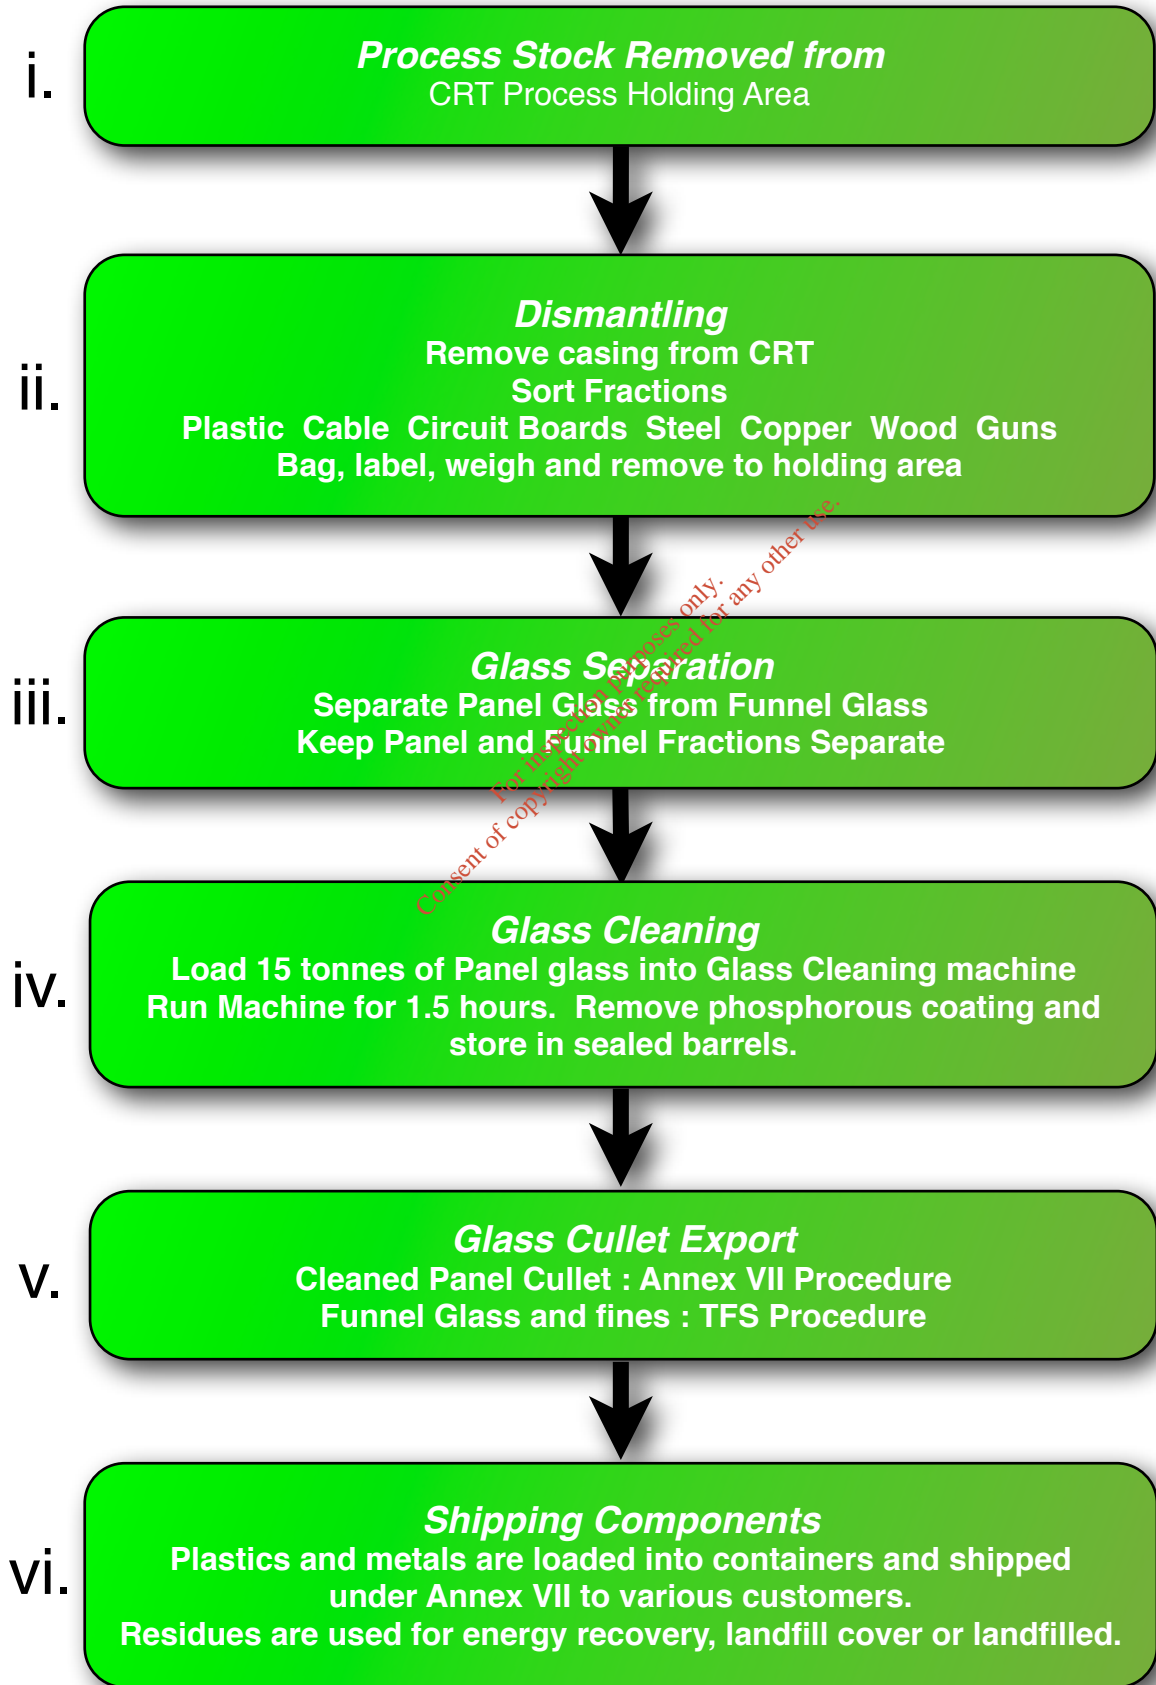 i.
Process Stock Removed from
CRT Process Holding Area
ii.
Dismantling
Remove casing from CRT
Sort Fractions
Plastic Cable Circuit Boards Steel Copper Wood Guns
Bag, label, weigh and remove to holding area
iii.
Glass Separation
Separate Panel Glass from Funnel Glass
Keep Panel and Funnel Fractions Separate
For inspection purposes only.
Consent of copyright owner required for any other use.
iv.
Glass Cleaning
Load 15 tonnes of Panel glass into Glass Cleaning machine
Run Machine for 1.5 hours. Remove phosphorous coating and
store in sealed barrels.
v.
Glass Cullet Export
Cleaned Panel Cullet : Annex VII Procedure
Funnel Glass and fines : TFS Procedure
vi.
Shipping Components
Plastics and metals are loaded into containers and shipped
under Annex VII to various customers.
Residues are used for energy recovery, landfill cover or landfilled.